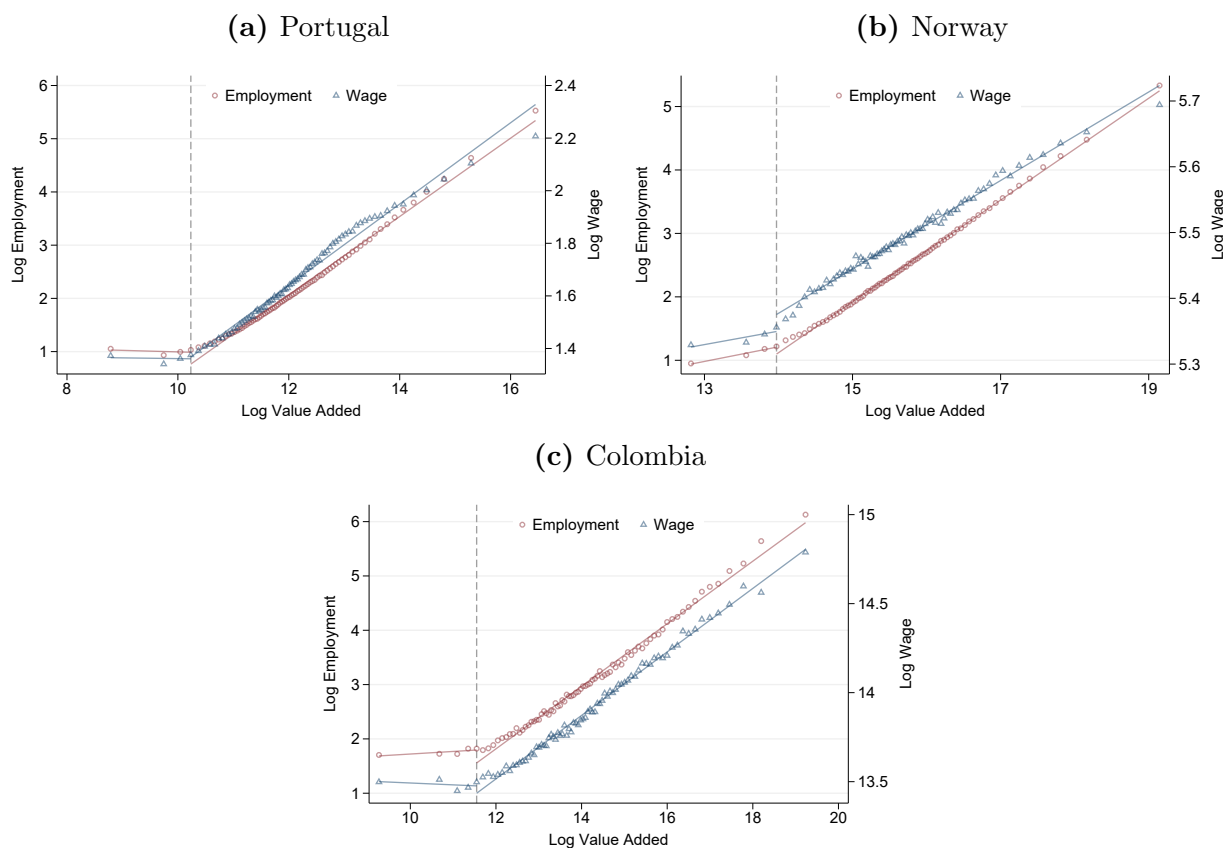 (a) Portugal
Employment Wage
Log Employment
6
5
4
3
2
1
2.4
2.2
2
1.8
1.6
1.4
Log Wage
8 10 12 14 16
Log Value Added
(b) Norway
Employment Wage
Log Employment
5
4
3
2
1
5.7
5.6
5.5
5.4
5.3
Log Wage
13 15 17 19
Log Value Added
(c) Colombia
Employment Wage
Log Employment
6
5
4
3
2
1
15
14.5
14
13.5
Log Wage
10 12 14 16 18 20
Log Value Added